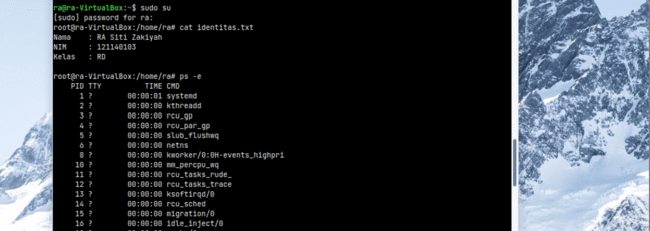 ra@ra-VirtualBox:~$ sudo su
[sudo] password for ra:
root@ra-VirtualBox:/home/ra# cat identitas.txt
Nama    : RA Siti Zakiyah
NIM     : 121140103
Kelas   : RD
root@ra-VirtualBox:/home/ra# ps -e
    PID TTY          TIME CMD
      1 ?        00:00:01 systemd
      2 ?        00:00:00 kthreadd
      3 ?        00:00:00 rcu_gp
      4 ?        00:00:00 rcu_par_gp
      5 ?        00:00:00 slub_flushwq
      6 ?        00:00:00 netns
      8 ?        00:00:00 kworker/0:0H-events_highpri
     10 ?        00:00:00 mm_percpu_wq
     11 ?        00:00:00 rcu_tasks_rude_
     12 ?        00:00:00 rcu_tasks_trace
     13 ?        00:00:00 ksoftirqd/0
     14 ?        00:00:00 rcu_sched
     15 ?        00:00:00 migration/0
     16 ?        00:00:00 idle_inject/0